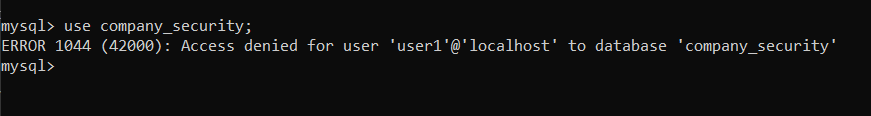 mysql> use company_security;
ERROR 1044 (42000): Access denied for user 'user1'@'localhost' to database 'company_security'
mysql>